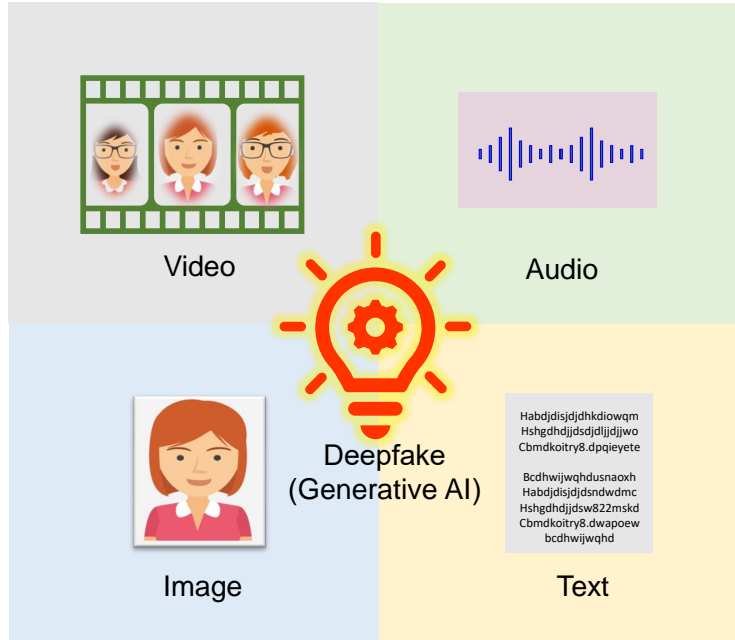 Video
Audio
Deepfake
(Generative AI)
Habdjdisjdjdhkdiowqm
Hshgdhdjjdsdjdljjdjjwo
Cbmdkoitry8.dpqieyete
Bcdhwijwqhdusnaoxh
Habdjdisjdjdsndwdmc
Hshgdhdjjdsw822mskd
Cbmdkoitry8.dwapoew
bcdhwijwqhd
Image
Text